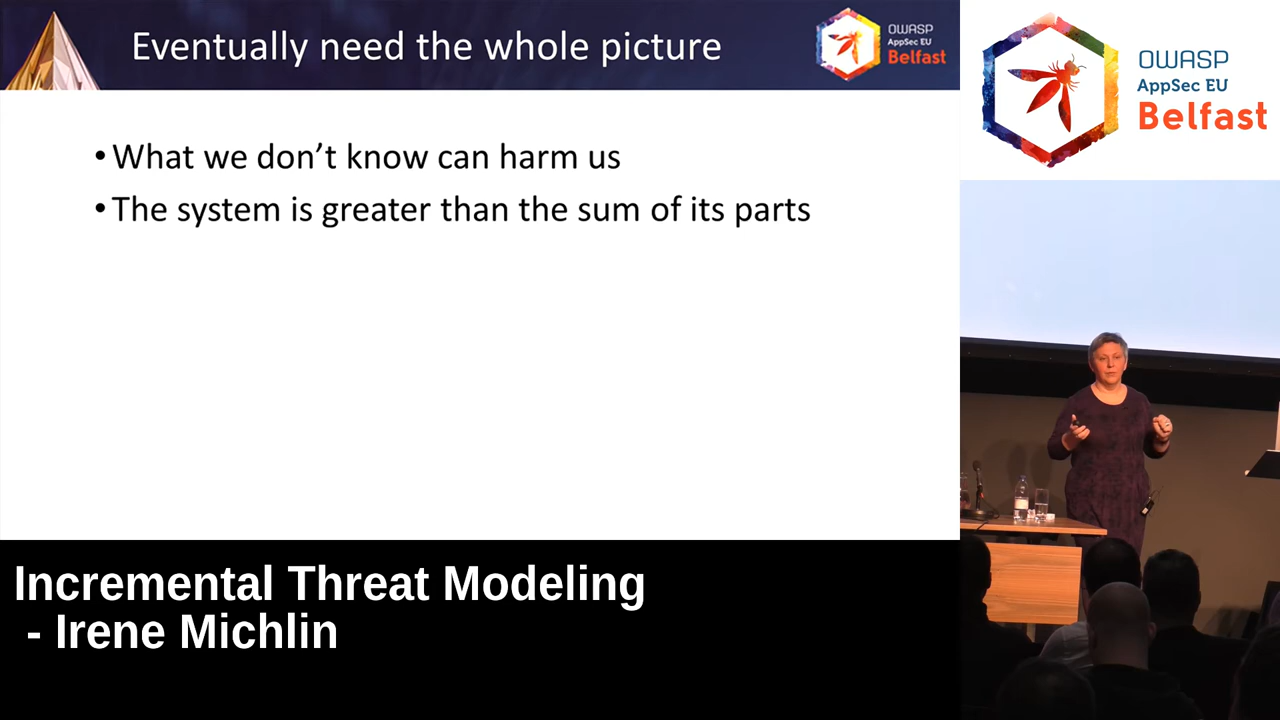 Eventually need the whole picture
OWASP
AppSec EU
Belfast
• What we don’t know can harm us
• The system is greater than the sum of its parts
OWASP
AppSec EU
Belfast
Incremental Threat Modeling
- Irene Michlin